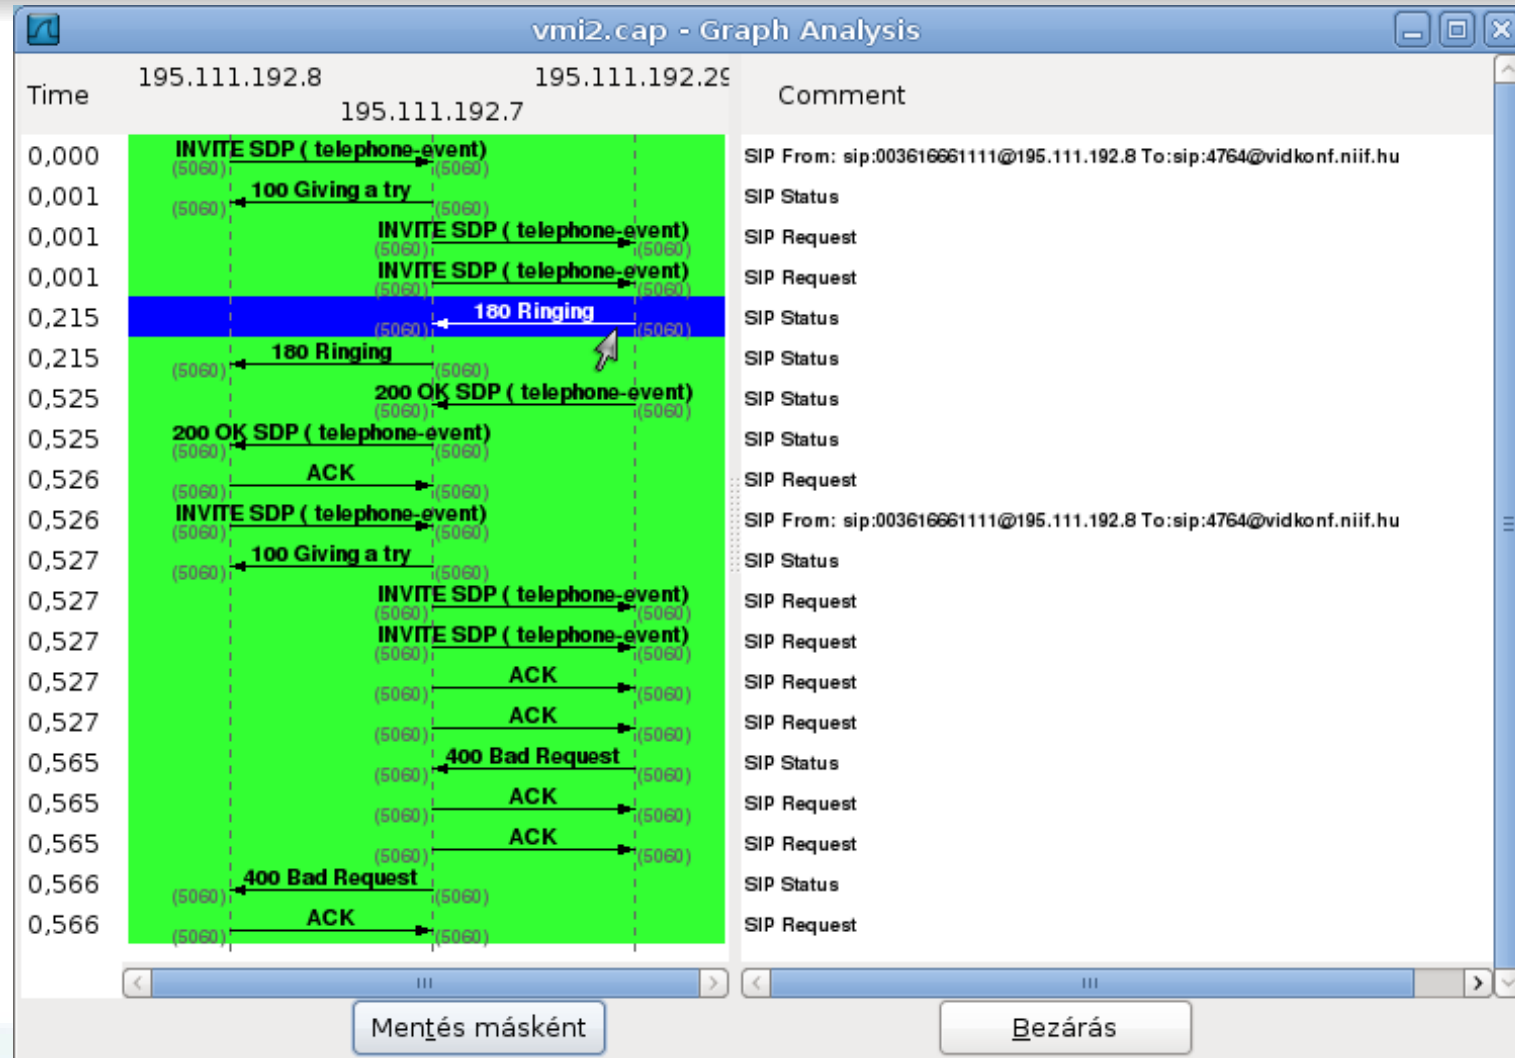 vmi2.cap - Graph Analysis
Time 195.111.192.8 195.111.192.7 195.111.192.29 Comment
0,000 INVITE SDP ( telephone-event) (5060) (5060) SIP From: sip:003616661111@195.111.192.8 To:sip:4764@vidkonf.niif.hu
0,001 100 Giving a try (5060) (5060) SIP Status
0,001 INVITE SDP ( telephone-event) (5060) (5060) SIP Request
0,001 INVITE SDP ( telephone-event) (5060) (5060) SIP Request
0,215 180 Ringing (5060) (5060) SIP Status
0,215 180 Ringing (5060) (5060) SIP Status
0,525 200 OK SDP ( telephone-event) (5060) (5060) SIP Status
0,525 200 OK SDP ( telephone-event) (5060) (5060) SIP Status
0,526 ACK (5060) (5060) SIP Request
0,526 INVITE SDP ( telephone-event) (5060) (5060) SIP From: sip:003616661111@195.111.192.8 To:sip:4764@vidkonf.niif.hu
0,527 100 Giving a try (5060) (5060) SIP Status
0,527 INVITE SDP ( telephone-event) (5060) (5060) SIP Request
0,527 INVITE SDP ( telephone-event) (5060) (5060) SIP Request
0,527 ACK (5060) (5060) SIP Request
0,527 ACK (5060) (5060) SIP Request
0,565 400 Bad Request (5060) (5060) SIP Status
0,565 ACK (5060) (5060) SIP Request
0,565 ACK (5060) (5060) SIP Request
0,566 400 Bad Request (5060) (5060) SIP Status
0,566 ACK (5060) (5060) SIP Request
Mentés másként Bezárás